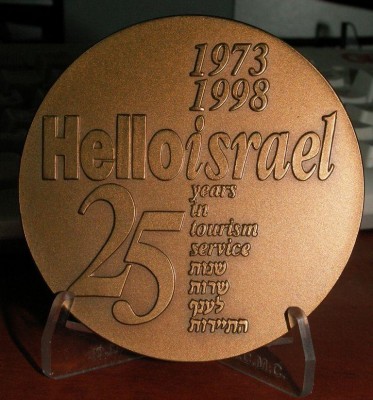 1973
1998
Helloisrael
25 years
in
tourism
service
שנות
שרות
לענף
התיירות